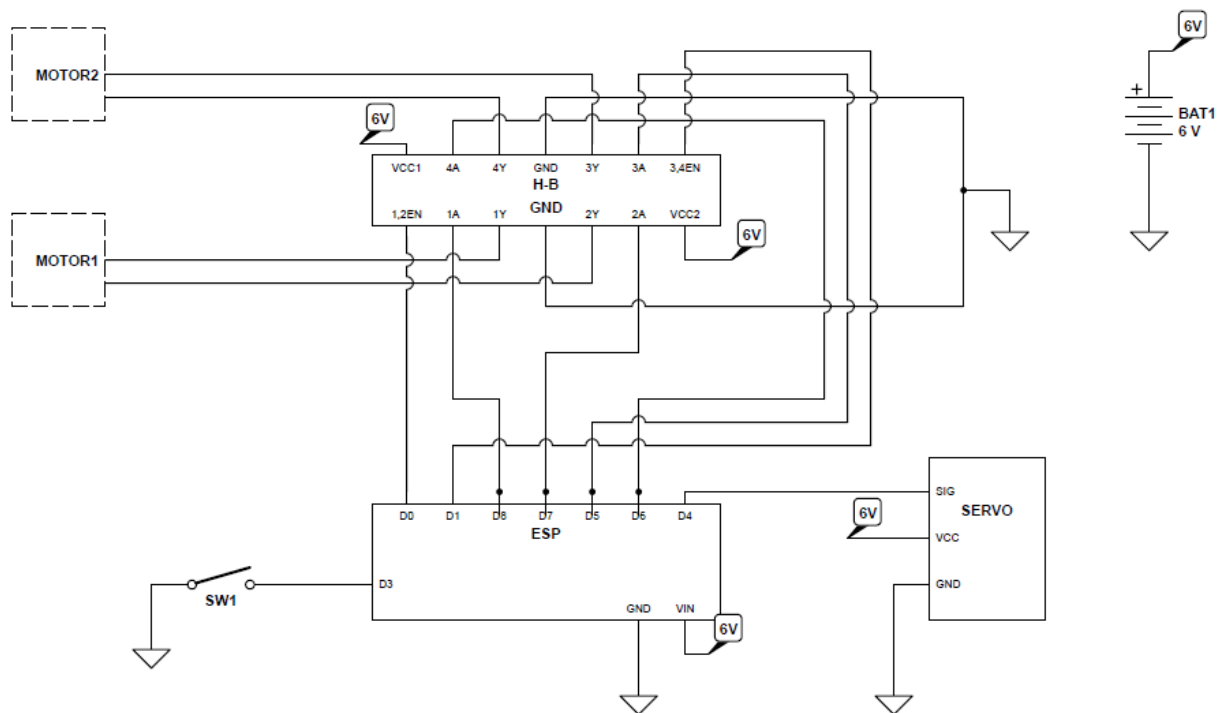 6V
MOTOR2
+
BAT1
6 V
6V
VCC1 4A 4Y GND 3Y 3A 3,4EN
H-B
GND
1,2EN 1A 1Y 2Y 2A VCC2
6V
MOTOR1
D0 D1 D8 D7 D5 D6 D4
ESP
SIG
SERVO
6V
VCC
D3
GND
SW1
GND VIN
6V